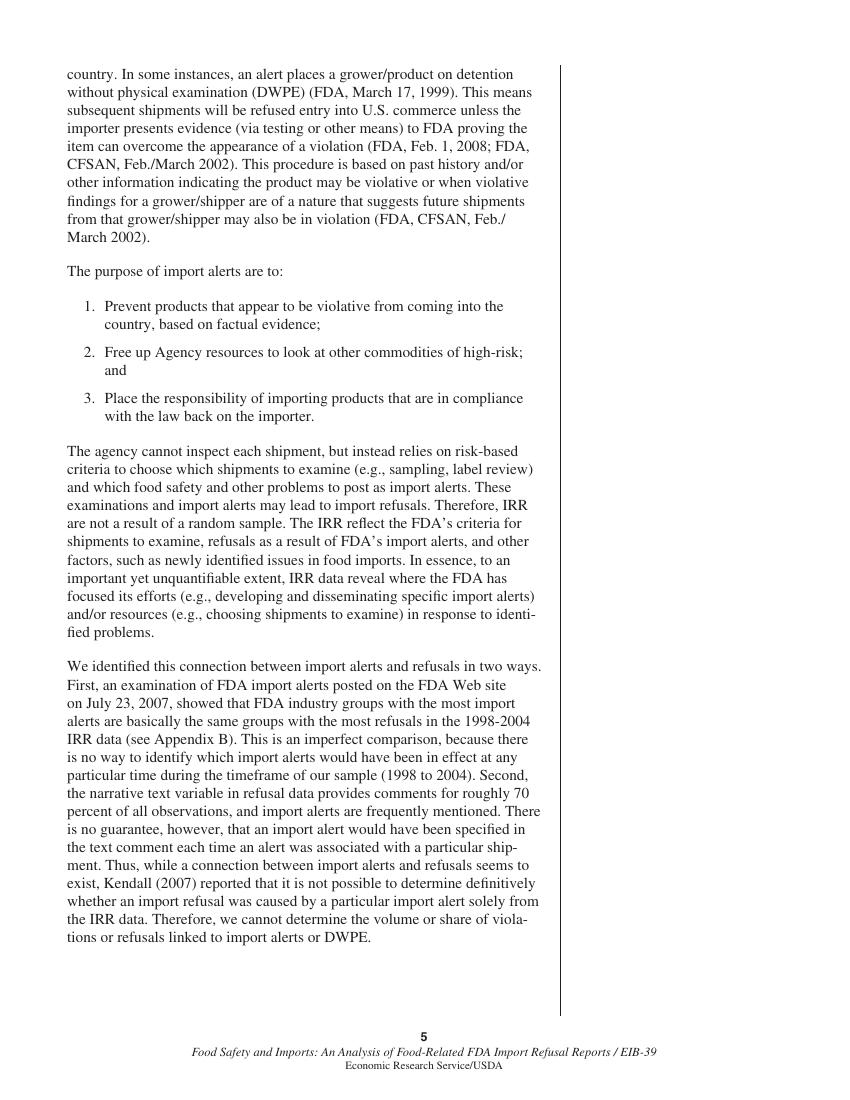 country. In some instances, an alert places a grower/product on detention
without physical examination (DWPE) (FDA, March 17, 1999). This means
subsequent shipments will be refused entry into U.S. commerce unless the
importer presents evidence (via testing or other means) to FDA proving the
item can overcome the appearance of a violation (FDA, Feb. 1, 2008; FDA,
CFSAN, Feb./March 2002). This procedure is based on past history and/or
other information indicating the product may be violative or when violative
findings for a grower/shipper are of a nature that suggests future shipments
from that grower/shipper may also be in violation (FDA, CFSAN, Feb./
March 2002).
The purpose of import alerts are to:
1. Prevent products that appear to be violative from coming into the
country, based on factual evidence;
2. Free up Agency resources to look at other commodities of high-risk;
and
3. Place the responsibility of importing products that are in compliance
with the law back on the importer.
The agency cannot inspect each shipment, but instead relies on risk-based
criteria to choose which shipments to examine (e.g., sampling, label review)
and which food safety and other problems to post as import alerts. These
examinations and import alerts may lead to import refusals. Therefore, IRR
are not a result of a random sample. The IRR reflect the FDA's criteria for
shipments to examine, refusals as a result of FDA's import alerts, and other
factors, such as newly identified issues in food imports. In essence, to an
important yet unquantifiable extent, IRR data reveal where the FDA has
focused its efforts (e.g., developing and disseminating specific import alerts)
and/or resources (e.g., choosing shipments to examine) in response to identi-
fied problems.
We identified this connection between import alerts and refusals in two ways.
First, an examination of FDA import alerts posted on the FDA Web site
on July 23, 2007, showed that FDA industry groups with the most import
alerts are basically the same groups with the most refusals in the 1998-2004
IRR data (see Appendix B). This is an imperfect comparison, because there
is no way to identify which import alerts would have been in effect at any
particular time during the timeframe of our sample (1998 to 2004). Second,
the narrative text variable in refusal data provides comments for roughly 70
percent of all observations, and import alerts are frequently mentioned. There
is no guarantee, however, that an import alert would have been specified in
the text comment each time an alert was associated with a particular ship-
ment. Thus, while a connection between import alerts and refusals seems to
exist, Kendall (2007) reported that it is not possible to determine definitively
whether an import refusal was caused by a particular import alert solely from
the IRR data. Therefore, we cannot determine the volume or share of viola-
tions or refusals linked to import alerts or DWPE.
5
Food Safety and Imports: An Analysis of Food-Related FDA Import Refusal Reports / EIB-39
Economic Research Service/USDA